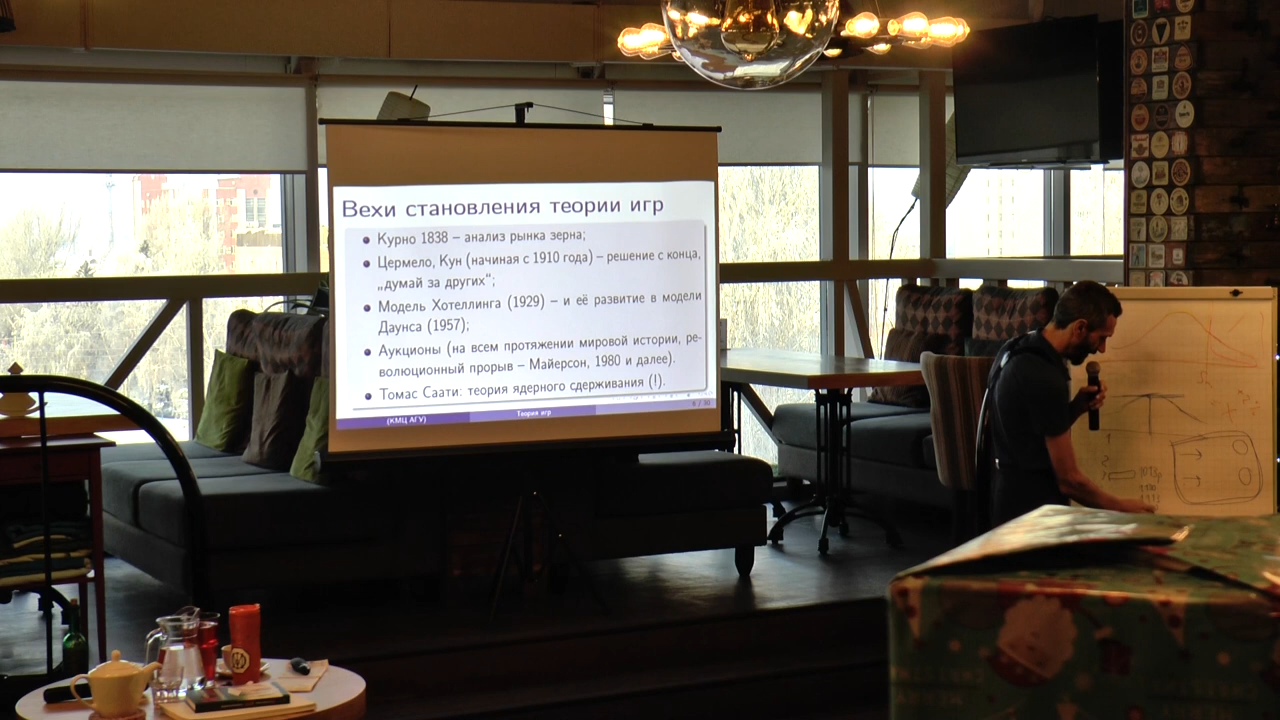 Вехи становления теории игр
Курно 1838 – анализ рынка зерна;
Цермело, Кун (начиная с 1910 года) – решение с конца,
„думай за других“;
Модель Хотеллинга (1929) – и её развитие в модели
Даунса (1957);
Аукционы (на всем протяжении мировой истории, ре-
волюционный прорыв – Майерсон, 1980 и далее).
Томас Саати: теория ядерного сдерживания (!).
(КМЦ АГУ)
Теория игр
6 / 30